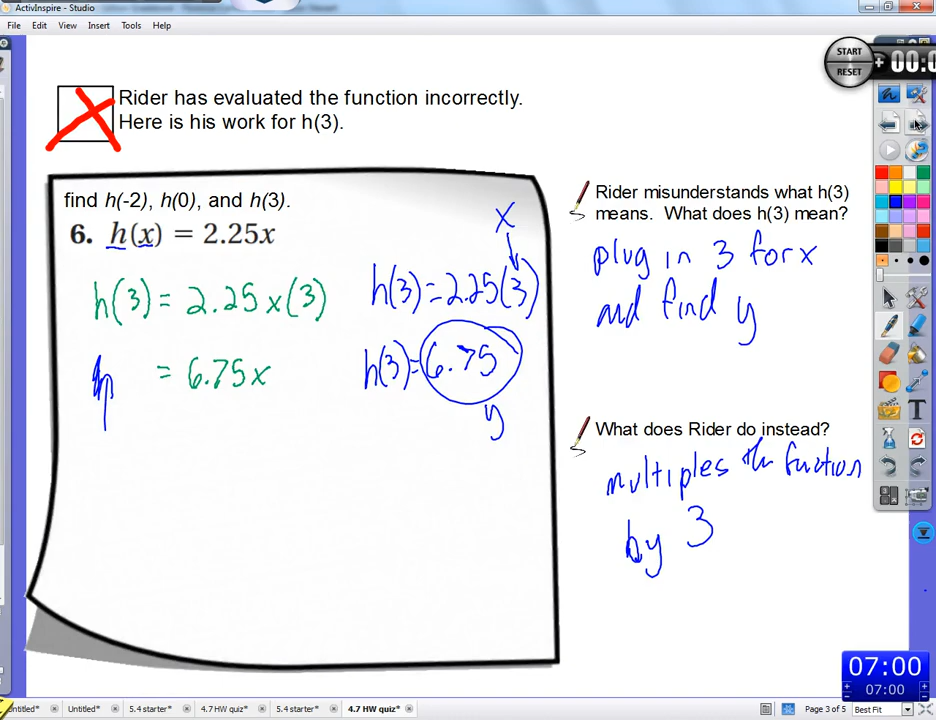 ActivInspire - Studio
File Edit View Insert Tools Help
START
RESET
Rider has evaluated the function incorrectly.
Here is his work for h(3).
find h(-2), h(0), and h(3).
6. h(x) = 2.25x
h(3) = 2.25x(3)
= 6.75x
x
h(3)=2.25(3)
h(3)=6.75
y
Rider misunderstands what h(3)
means. What does h(3) mean?
plug in 3 for x
and find y
What does Rider do instead?
multiples the function
by 3
07:00
07:00
ntitled* Untitled* 5.4 starter* 4.7 HW quiz* 5.4 starter* 4.7 HW quiz* Page 3 of 5 Best Fit